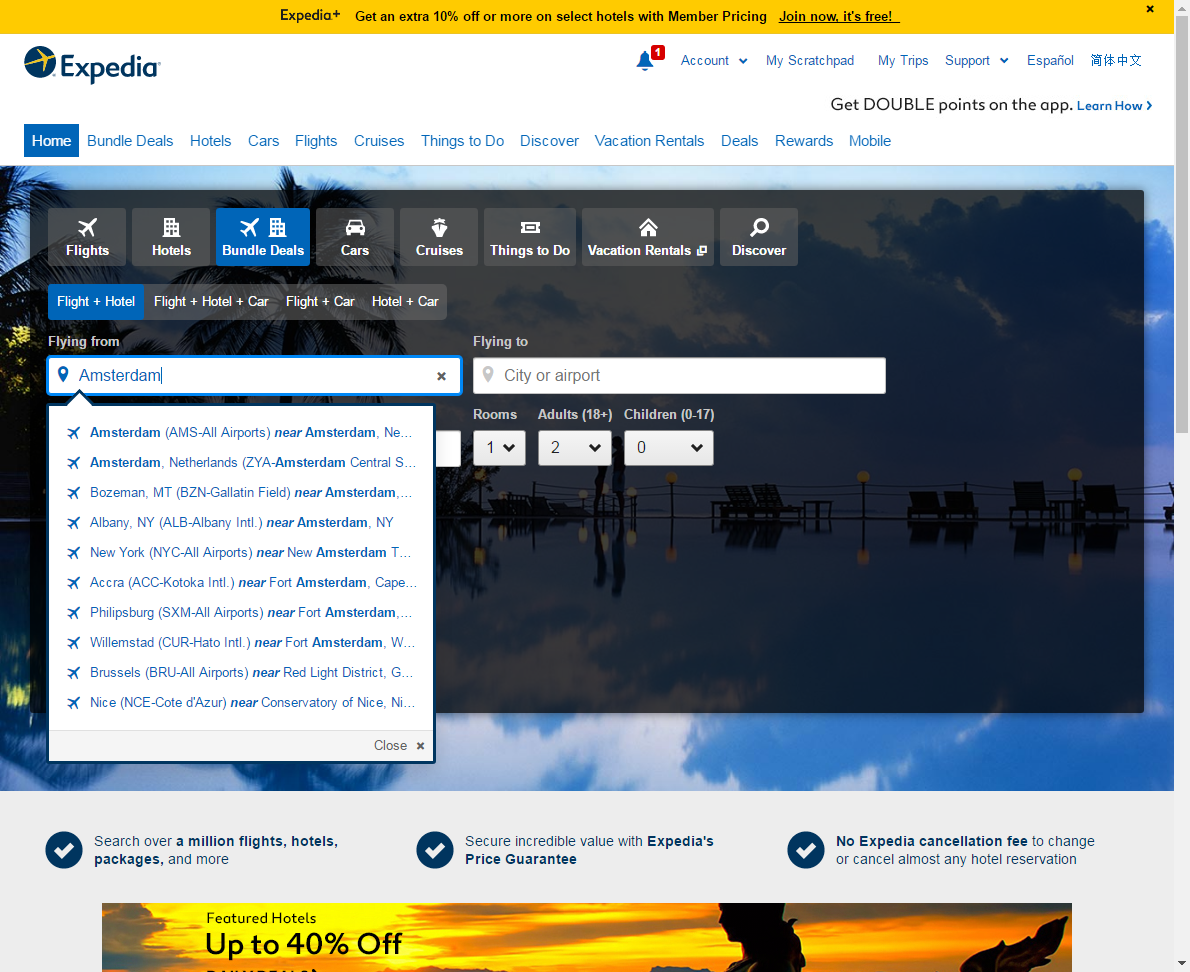 Expedia+ Get an extra 10% off or more on select hotels with Member Pricing Join now, it's free!
Expedia
1 Account My Scratchpad My Trips Support Español 简体中文
Get DOUBLE points on the app. Learn How
Home Bundle Deals Hotels Cars Flights Cruises Things to Do Discover Vacation Rentals Deals Rewards Mobile
Flights Hotels Bundle Deals Cars Cruises Things to Do Vacation Rentals Discover
Flight + Hotel Flight + Hotel + Car Flight + Car Hotel + Car
Flying from Flying to
Amsterdam City or airport
Rooms Adults (18+) Children (0-17)
1 2 0
Amsterdam (AMS-All Airports) near Amsterdam, Ne...
Amsterdam, Netherlands (ZYA-Amsterdam Central S...
Bozeman, MT (BZN-Gallatin Field) near Amsterdam,...
Albany, NY (ALB-Albany Intl.) near Amsterdam, NY
New York (NYC-All Airports) near New Amsterdam T...
Accra (ACC-Kotoka Intl.) near Fort Amsterdam, Cape...
Philipsburg (SXM-All Airports) near Fort Amsterdam,...
Willemstad (CUR-Hato Intl.) near Fort Amsterdam, W...
Brussels (BRU-All Airports) near Red Light District, G...
Nice (NCE-Cote d'Azur) near Conservatory of Nice, Ni...
Close
Search over a million flights, hotels,
packages, and more
Secure incredible value with Expedia's
Price Guarantee
No Expedia cancellation fee to change
or cancel almost any hotel reservation
Featured Hotels
Up to 40% Off